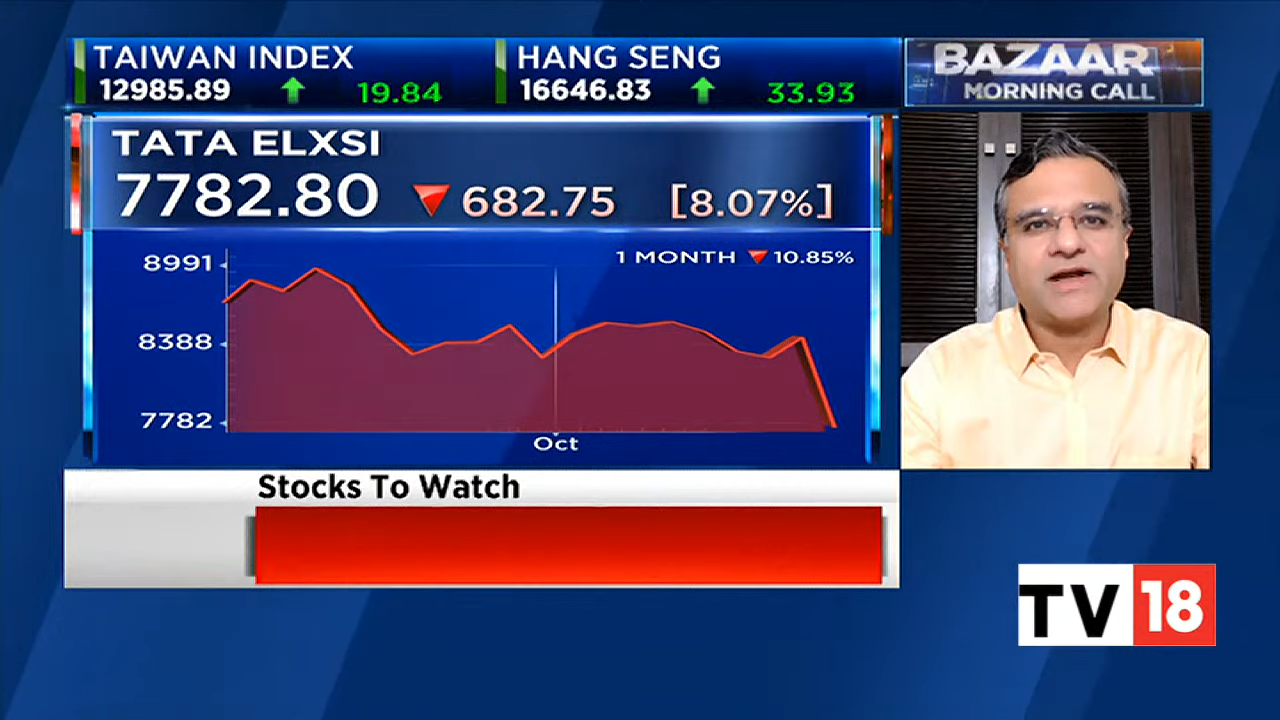 TAIWAN INDEX
12985.89 19.84
HANG SENG
16646.83 33.93
BAZAAR
MORNING CALL
TATA ELXSI
7782.80 682.75 [8.07%]
1 MONTH 10.85%
8991
8388
7782
Oct
Stocks To Watch
TV18